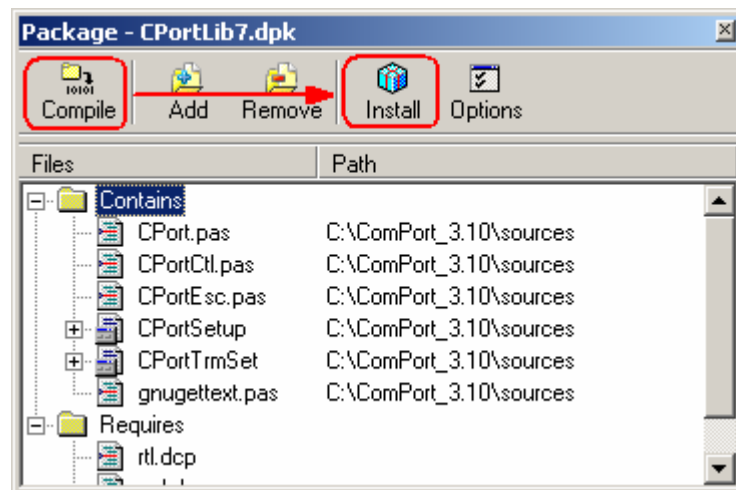 Package - CPortLib7.dpk
Compile Add Remove Install Options
Files Path
Contains
CPort.pas C:\ComPort_3.10\sources
CPortCtl.pas C:\ComPort_3.10\sources
CPortEsc.pas C:\ComPort_3.10\sources
CPortSetup C:\ComPort_3.10\sources
CPortTrmSet C:\ComPort_3.10\sources
gnugettext.pas C:\ComPort_3.10\sources
Requires
rtl.dcp